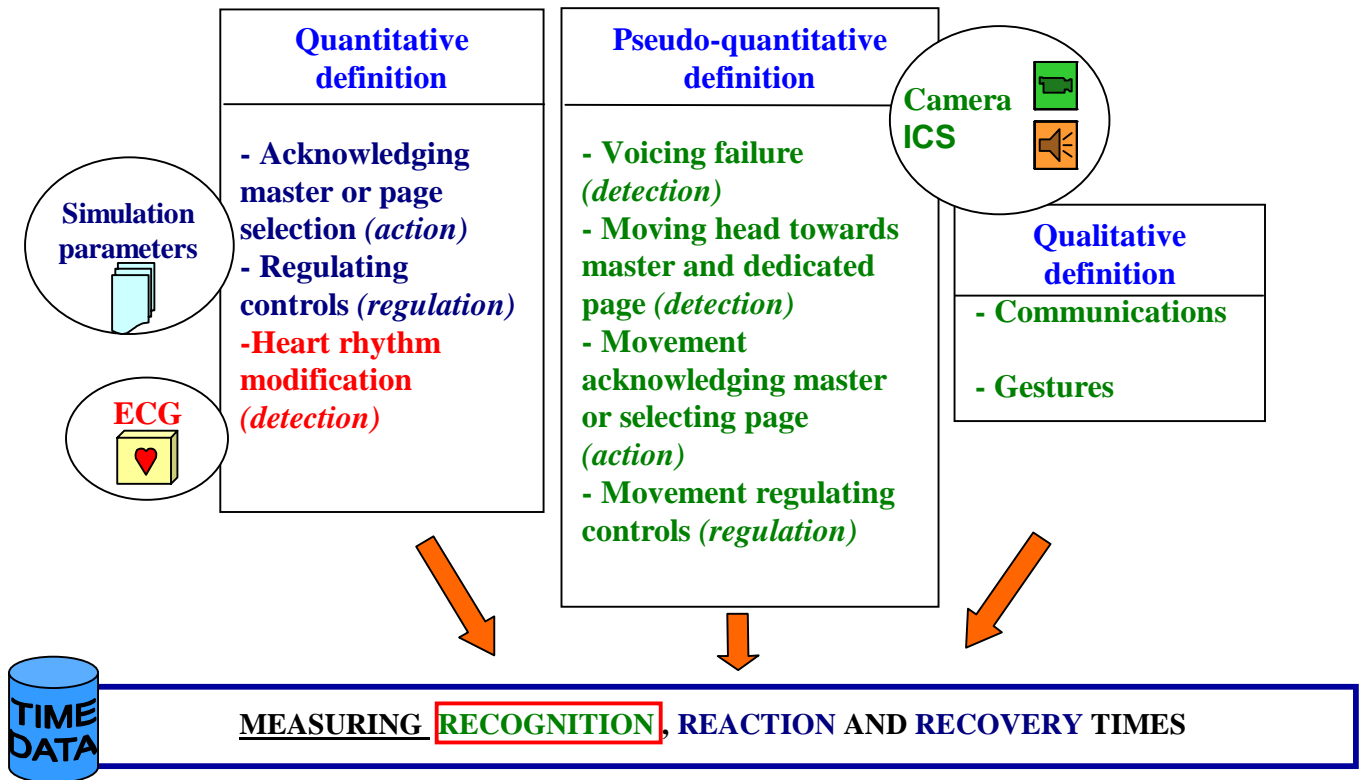 Quantitative
definition
- Acknowledging
master or page
selection (action)
- Regulating
controls (regulation)
-Heart rhythm
modification
(detection)
Simulation
parameters
ECG
Pseudo-quantitative
definition
- Voicing failure
(detection)
- Moving head towards
master and dedicated
page (detection)
- Movement
acknowledging master
or selecting page
(action)
- Movement regulating
controls (regulation)
Camera
ICS
Qualitative
definition
- Communications
- Gestures
TIME
DATA
MEASURING RECOGNITION, REACTION AND RECOVERY TIMES